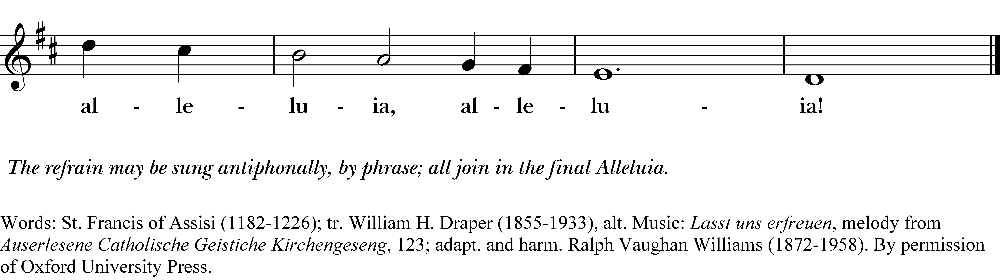 al - le - lu - ia, al - le - lu - ia!
The refrain may be sung antiphonally, by phrase; all join in the final Alleluia.
Words: St. Francis of Assisi (1182-1226); tr. William H. Draper (1855-1933), alt. Music: Lasst uns erfreuen, melody from
Auserlesene Catholische Geistiche Kirchengeseng, 123; adapt. and harm. Ralph Vaughan Williams (1872-1958). By permission
of Oxford University Press.